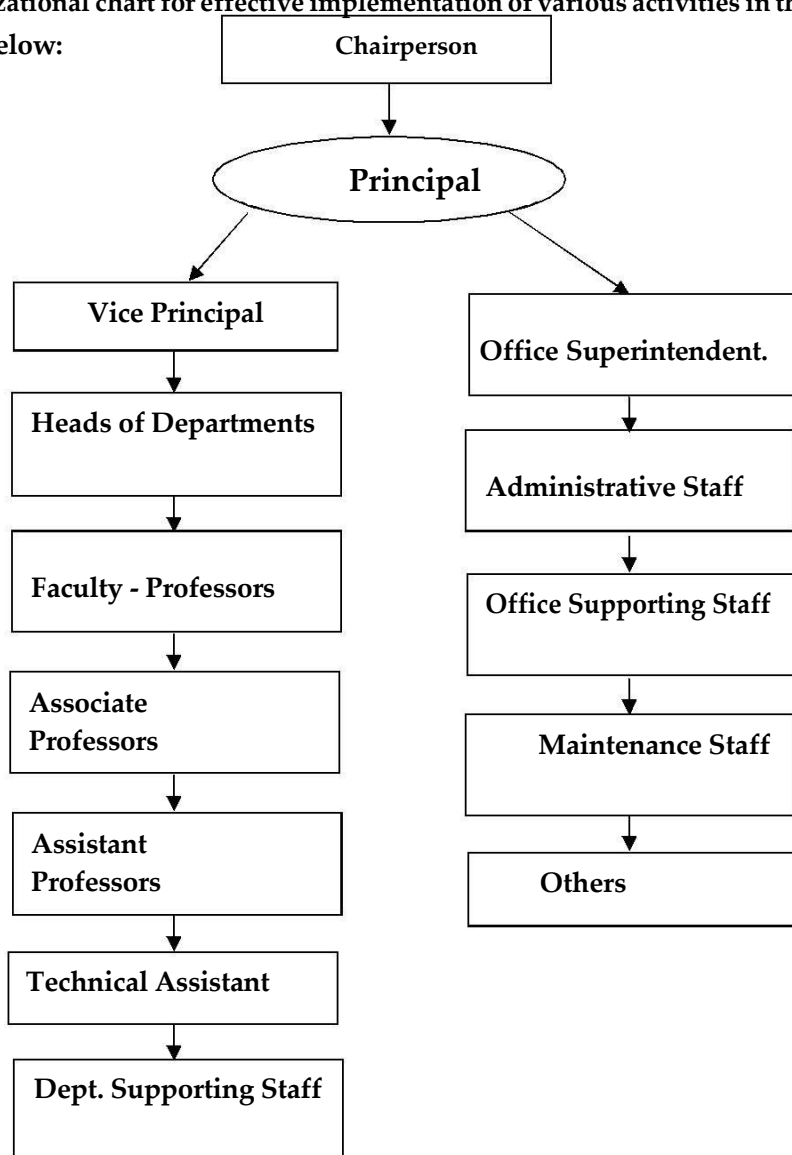 zational chart for effective implementation of various activities in th
elow:
Chairperson
Principal
Vice Principal
Heads of Departments
Faculty - Professors
Associate
Professors
Assistant
Professors
Technical Assistant
Dept. Supporting Staff
Office Superintendent.
Administrative Staff
Office Supporting Staff
Maintenance Staff
Others